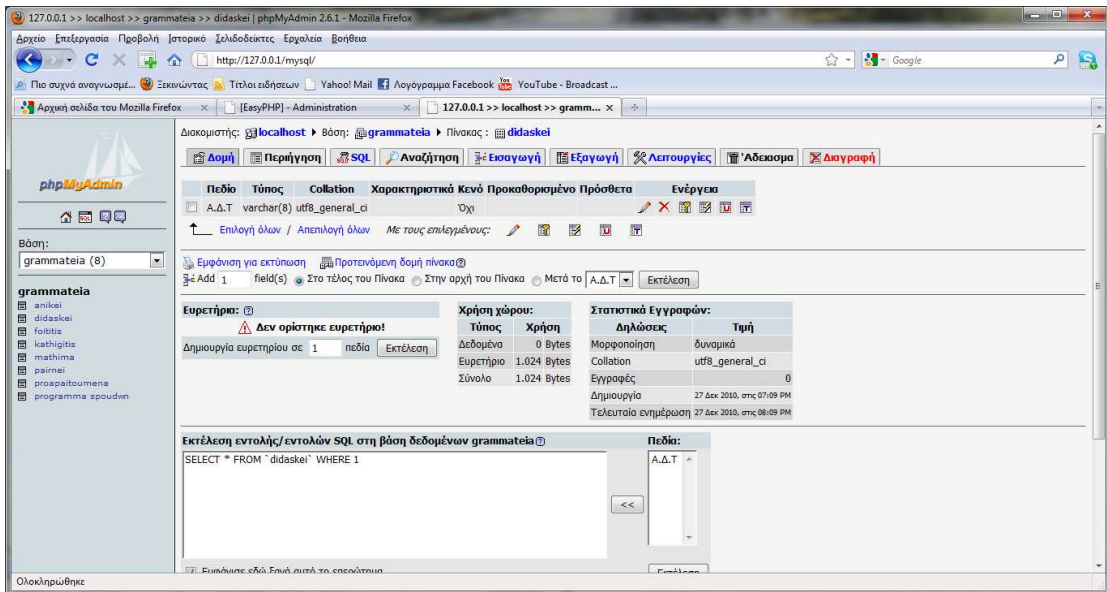 127.0.0.1 >> localhost >> grammateia >> didaskei | phpMyAdmin 2.6.1 - Mozilla Firefox
Αρχείο Επεξεργασία Προβολή Ιστορικό Σελιδοδείκτες Εργαλεία Βοήθεια
http://127.0.0.1/mysql/
Google
Πιο συχνά αναγνωσμέ... Ξεκινώντας Τίτλοι ειδήσεων Yahoo! Mail Λογόγραμμα Facebook YouTube - Broadcast ...
Αρχική σελίδα του Mozilla Firefox [EasyPHP] - Administration 127.0.0.1 >> localhost >> gramm...
phpMyAdmin
Βάση:
grammateia (8)
grammateia
anikei
didaskei
foititis
kathigitis
mathima
pairnei
proapaitoumena
programma spoudwn
Διακομιστής: localhost Βάση: grammateia Πίνακας : didaskei
Δομή Περιήγηση SQL Αναζήτηση Εισαγωγή Εξαγωγή Λειτουργίες 'Αδειασμα Διαγραφή
Πεδίο Τύπος Collation Χαρακτηριστικά Κενό Προκαθορισμένο Πρόσθετα Ενέργεια
Α.Δ.Τ varchar(8) utf8_general_ci Όχι
Επιλογή όλων / Απεπιλογή όλων Με τους επιλεγμένους:
Εμφάνιση για εκτύπωση Προτεινόμενη δομή πίνακα
Add 1 field(s) Στο τέλος του Πίνακα Στην αρχή του Πίνακα Μετά το Α.Δ.Τ Εκτέλεση
Ευρετήρια:
Δεν ορίστηκε ευρετήριο!
Δημιουργία ευρετηρίου σε 1 πεδία Εκτέλεση
Χρήση χώρου:
Τύπος Χρήση
Δεδομένα 0 Bytes
Ευρετήριο 1.024 Bytes
Σύνολο 1.024 Bytes
Στατιστικά Εγγραφών:
Δηλώσεις Τιμή
Μορφοποίηση δυναμικά
Collation utf8_general_ci
Εγγραφές 0
Δημιουργία 27 Δεκ 2010, στις 07:09 PM
Τελευταία ενημέρωση 27 Δεκ 2010, στις 08:09 PM
Εκτέλεση εντολής/εντολών SQL στη βάση δεδομένων grammateia
SELECT * FROM `didaskei` WHERE 1
Πεδία:
Α.Δ.Τ
<<
Εμφάνισε εδώ ξανά αυτό το επερώτημα
Εκτέλεση
Ολοκληρώθηκε